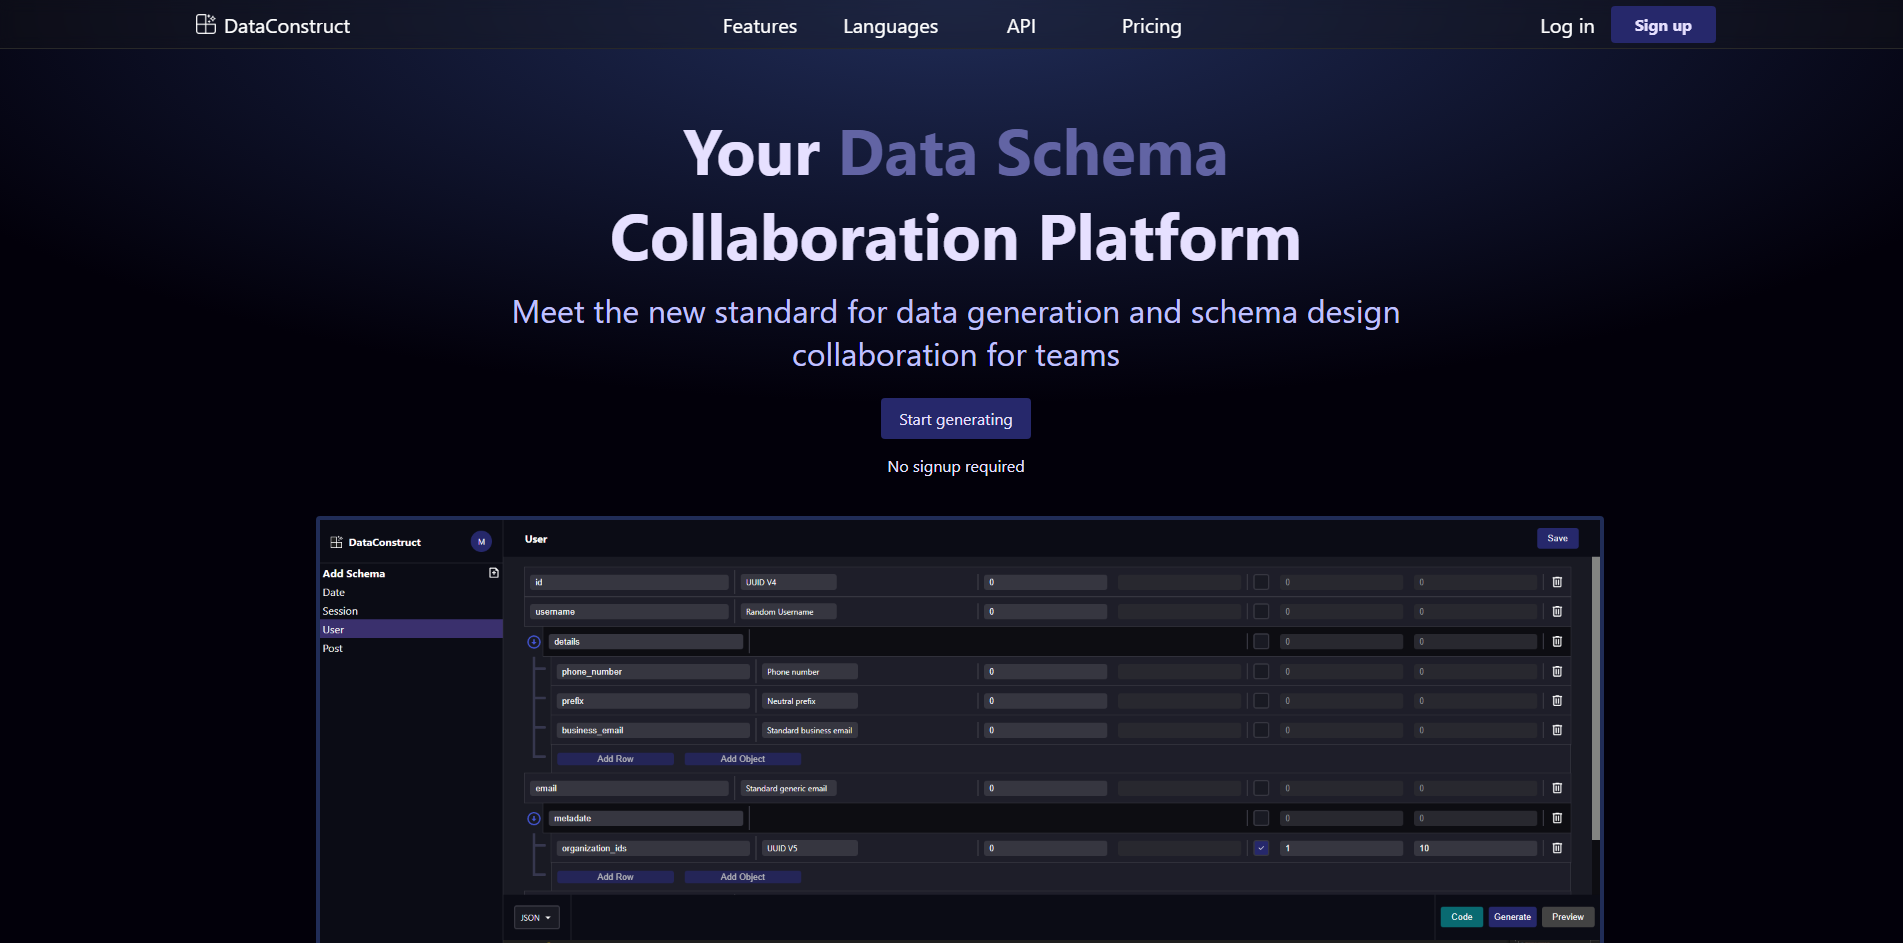 DataConstruct
Features
Languages
API
Pricing
Log in
Sign up
Your Data Schema
Collaboration Platform
Meet the new standard for data generation and schema design
collaboration for teams
Start generating
No signup required
DataConstruct
M
User
Save
Add Schema
Date
Session
User
Post
id UUID V4 0 0 0
username Random Username 0 0 0
details 0 0
phone_number Phone number 0 0 0
prefix Neutral prefix 0 0 0
business_email Standard business email 0 0 0
Add Row Add Object
email Standard generic email 0 0 0
metadate 0 0
organization_ids UUID V5 0 1 10
Add Row Add Object
JSON
Code
Generate
Preview